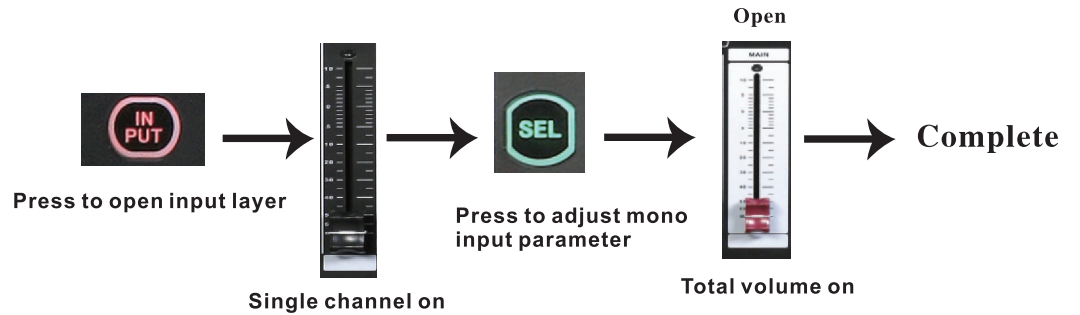 Open
MAIN
IN
PUT
SEL
Complete
Press to open input layer
Press to adjust mono
input parameter
Single channel on
Total volume on